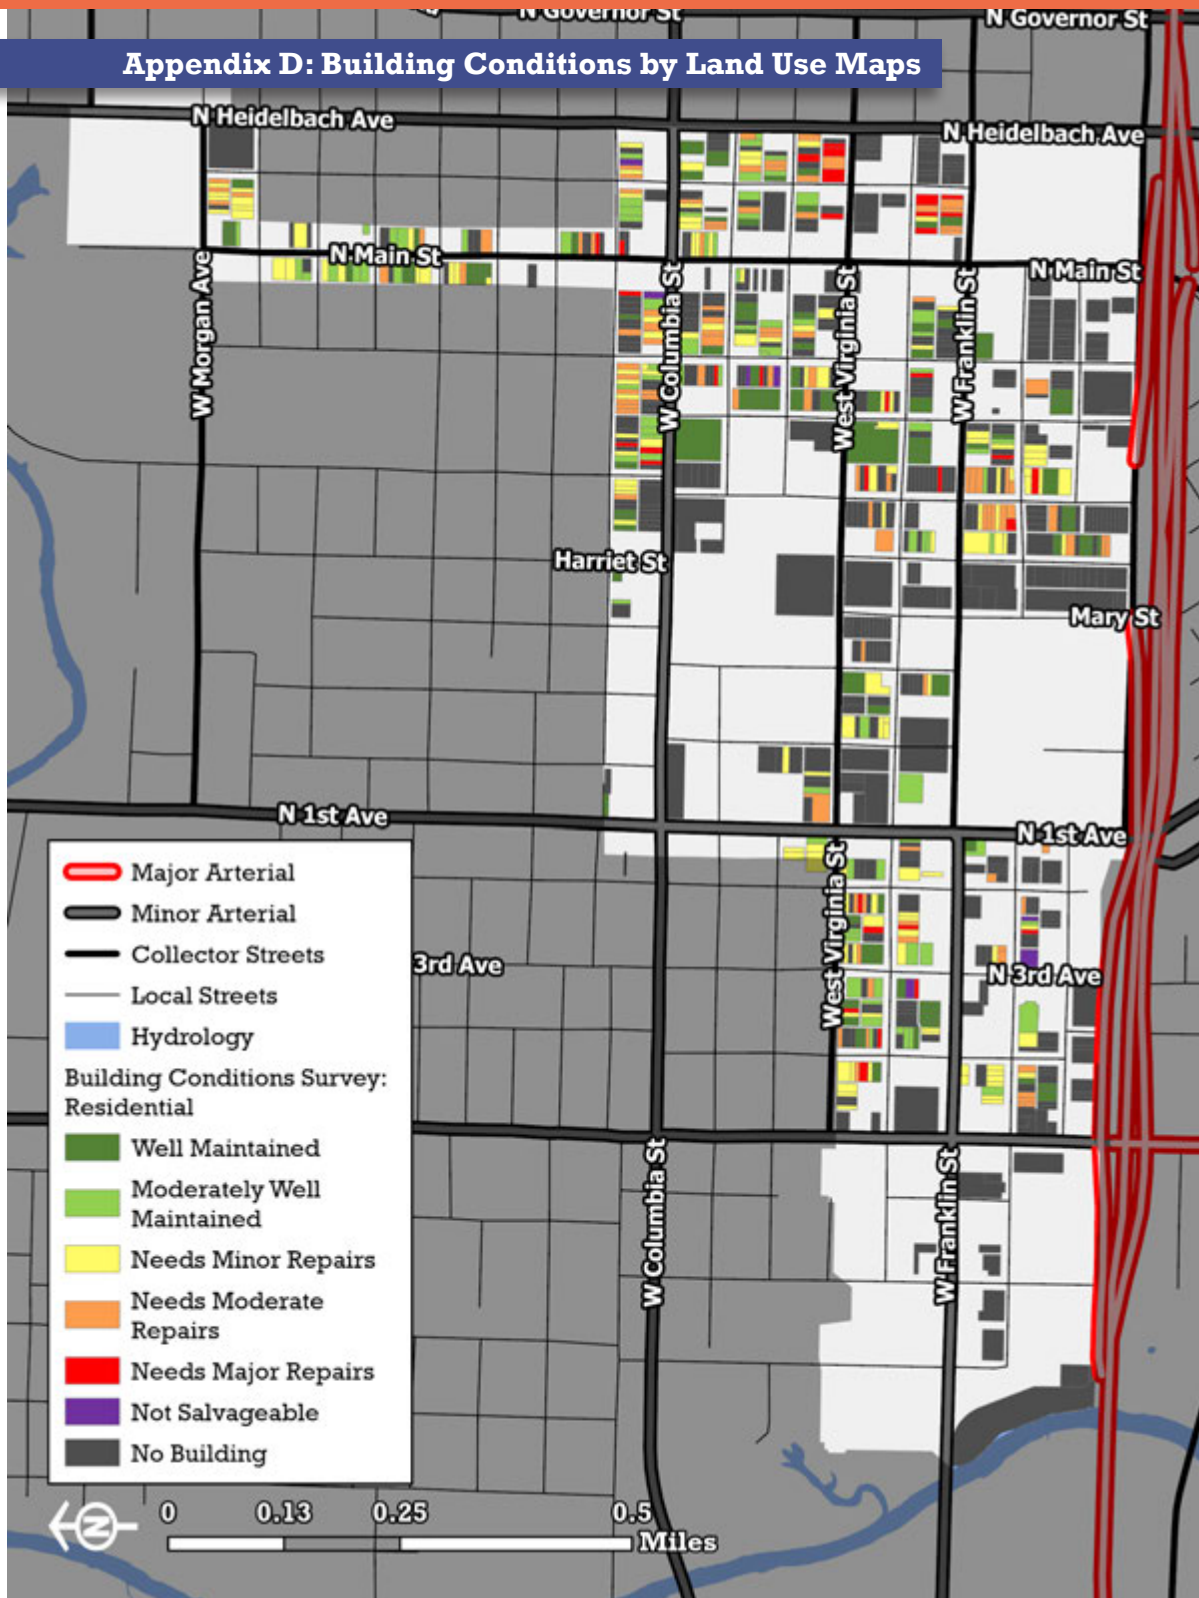 N Governor St
N Governor St
Appendix D: Building Conditions by Land Use Maps
N Heidelbach Ave
N Heidelbach Ave
N Main St
N Main St
W Morgan Ave
W Columbia St
West Virginia St
W Franklin St
Harriet St
Mary St
N 1st Ave
N 1st Ave
West Virginia St
3rd Ave
N 3rd Ave
W Columbia St
W Franklin St
Major Arterial
Minor Arterial
Collector Streets
Local Streets
Hydrology
Building Conditions Survey:
Residential
Well Maintained
Moderately Well
Maintained
Needs Minor Repairs
Needs Moderate
Repairs
Needs Major Repairs
Not Salvageable
No Building
N
0 0.13 0.25 0.5
Miles